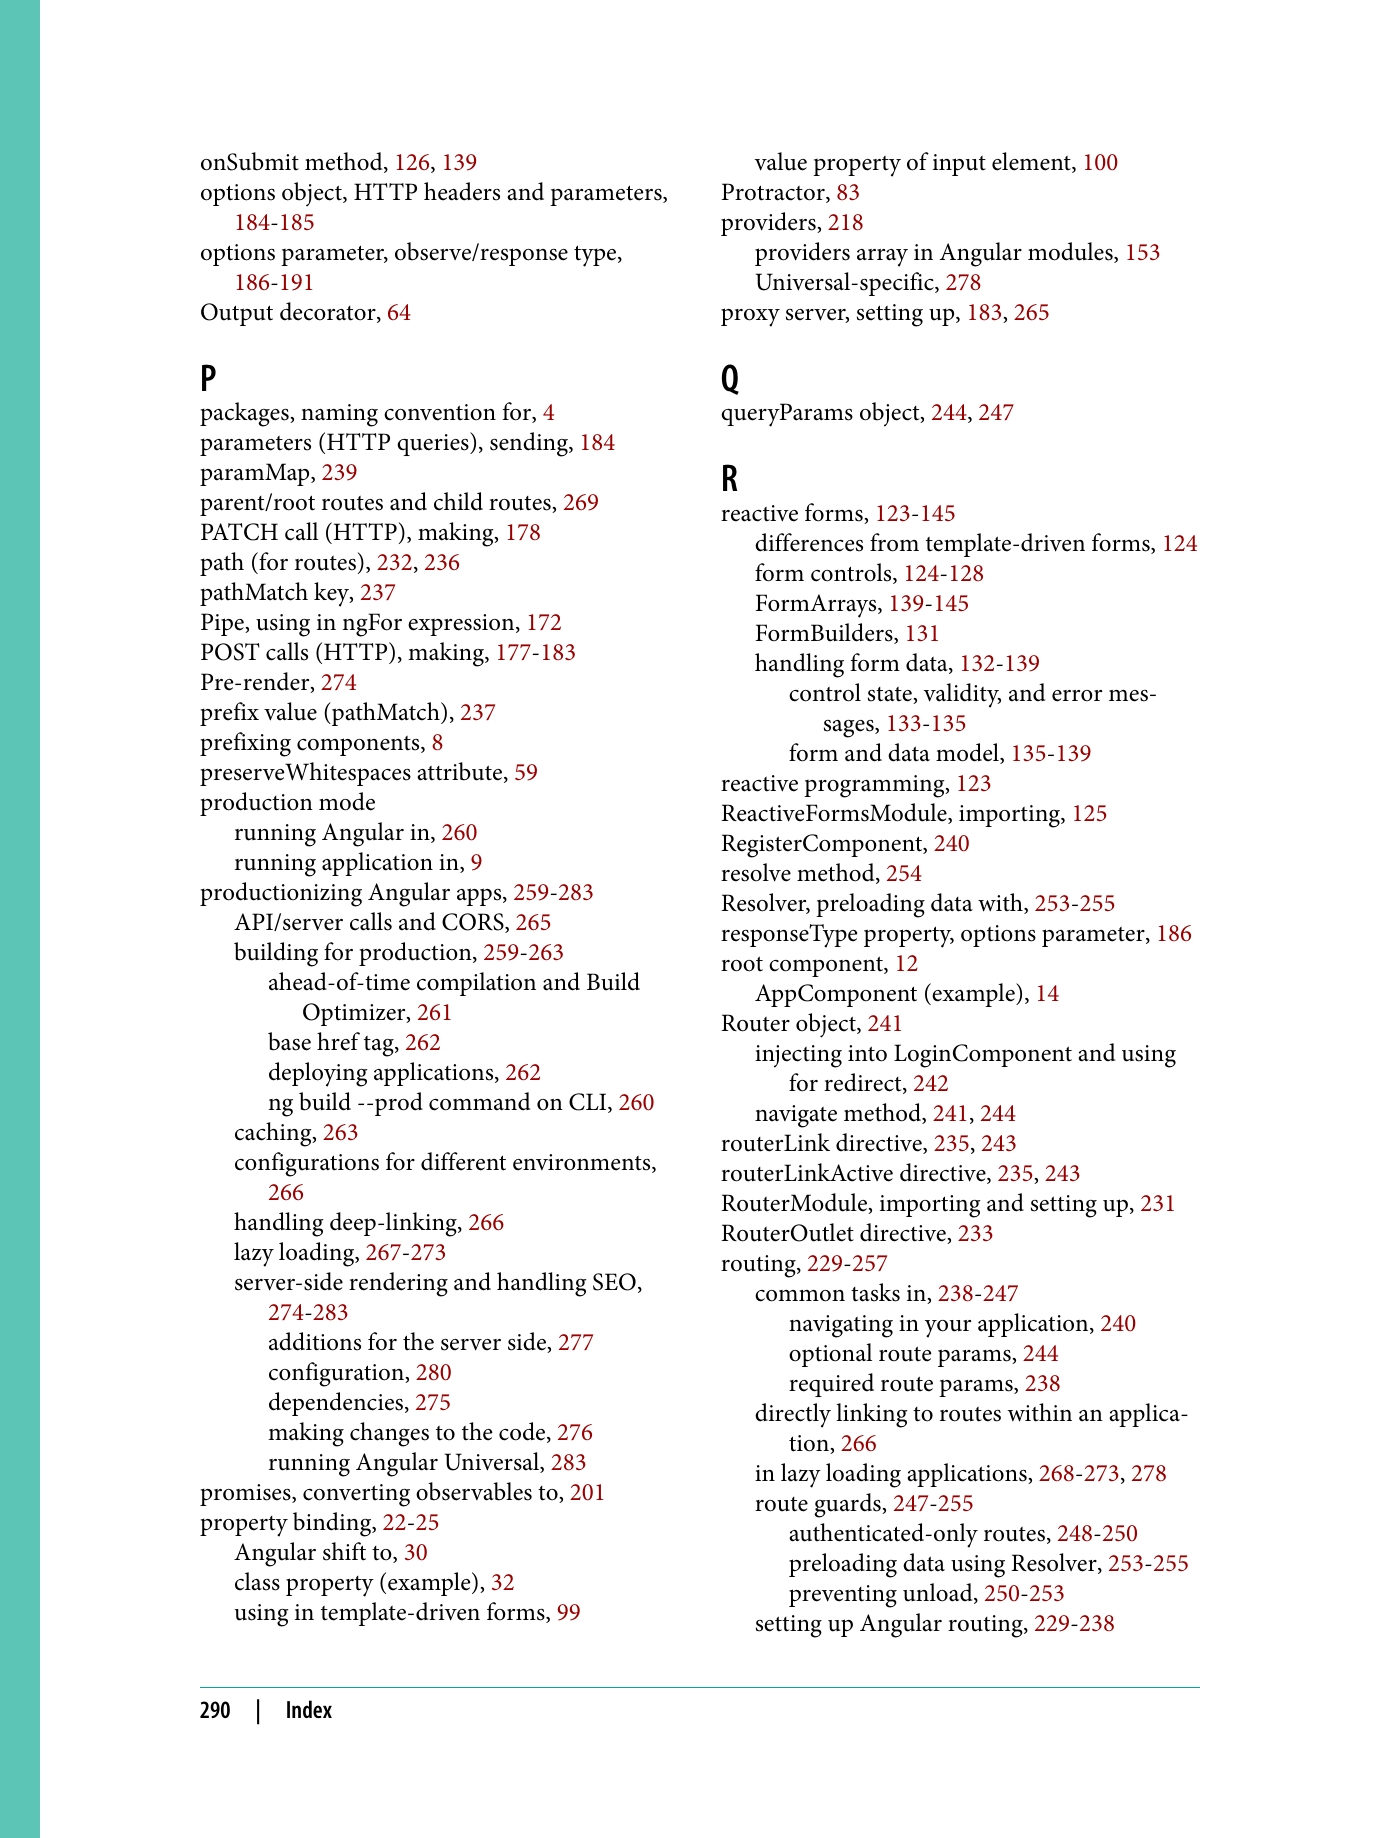 onSubmit method, 126, 139
options object, HTTP headers and parameters,
184-185
options parameter, observe/response type,
186-191
Output decorator, 64
P
packages, naming convention for, 4
parameters (HTTP queries), sending, 184
paramMap, 239
parent/root routes and child routes, 269
PATCH call (HTTP), making, 178
path (for routes), 232, 236
pathMatch key, 237
Pipe, using in ngFor expression, 172
POST calls (HTTP), making, 177-183
Pre-render, 274
prefix value (pathMatch), 237
prefixing components, 8
preserveWhitespaces attribute, 59
production mode
running Angular in, 260
running application in, 9
productionizing Angular apps, 259-283
API/server calls and CORS, 265
building for production, 259-263
ahead-of-time compilation and Build
Optimizer, 261
base href tag, 262
deploying applications, 262
ng build --prod command on CLI, 260
caching, 263
configurations for different environments,
266
handling deep-linking, 266
lazy loading, 267-273
server-side rendering and handling SEO,
274-283
additions for the server side, 277
configuration, 280
dependencies, 275
making changes to the code, 276
running Angular Universal, 283
promises, converting observables to, 201
property binding, 22-25
Angular shift to, 30
class property (example), 32
using in template-driven forms, 99
value property of input element, 100
Protractor, 83
providers, 218
providers array in Angular modules, 153
Universal-specific, 278
proxy server, setting up, 183, 265
Q
queryParams object, 244, 247
R
reactive forms, 123-145
differences from template-driven forms, 124
form controls, 124-128
FormArrays, 139-145
FormBuilders, 131
handling form data, 132-139
control state, validity, and error mes-
sages, 133-135
form and data model, 135-139
reactive programming, 123
ReactiveFormsModule, importing, 125
RegisterComponent, 240
resolve method, 254
Resolver, preloading data with, 253-255
responseType property, options parameter, 186
root component, 12
AppComponent (example), 14
Router object, 241
injecting into LoginComponent and using
for redirect, 242
navigate method, 241, 244
routerLink directive, 235, 243
routerLinkActive directive, 235, 243
RouterModule, importing and setting up, 231
RouterOutlet directive, 233
routing, 229-257
common tasks in, 238-247
navigating in your application, 240
optional route params, 244
required route params, 238
directly linking to routes within an applica-
tion, 266
in lazy loading applications, 268-273, 278
route guards, 247-255
authenticated-only routes, 248-250
preloading data using Resolver, 253-255
preventing unload, 250-253
setting up Angular routing, 229-238
290 | Index